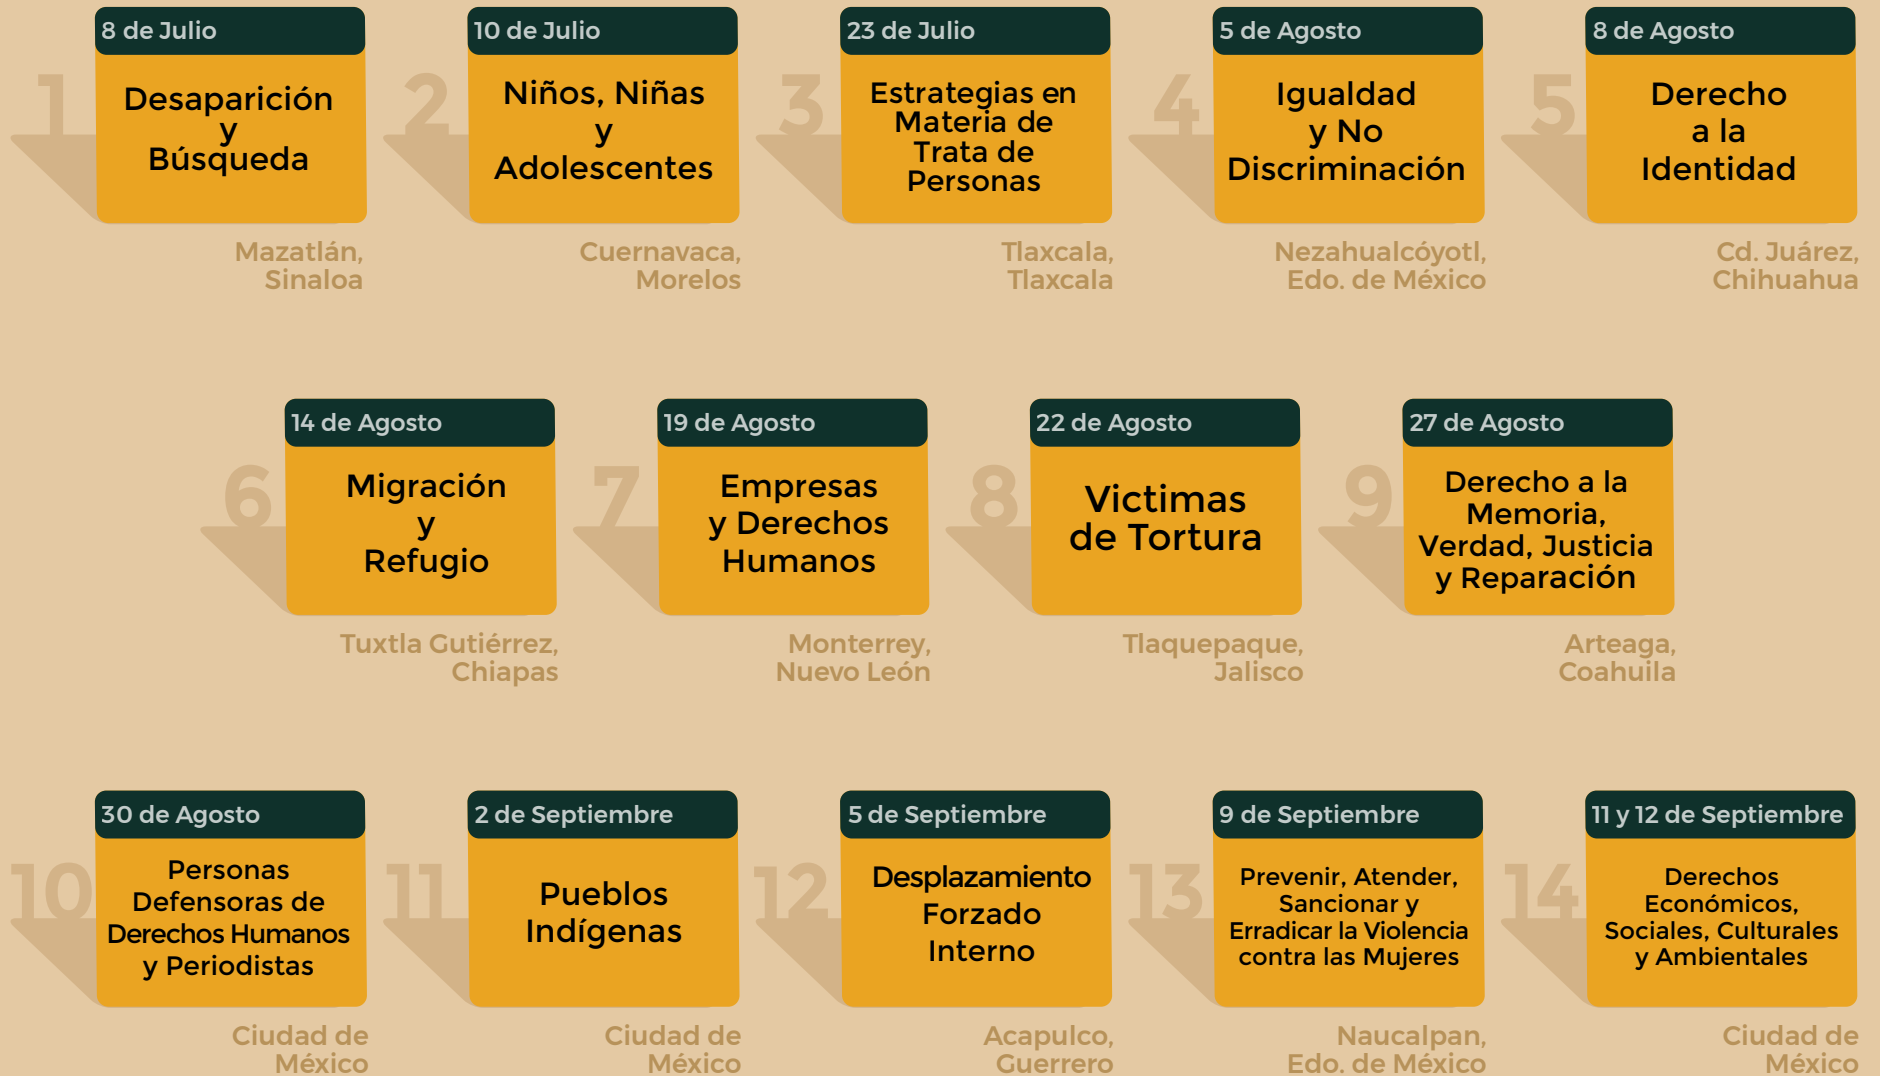 8 de Julio
1
Desaparición
y
Búsqueda
Mazatlán,
Sinaloa
10 de Julio
2
Niños, Niñas
y
Adolescentes
Cuernavaca,
Morelos
23 de Julio
3
Estrategias en
Materia de
Trata de
Personas
Tlaxcala,
Tlaxcala
5 de Agosto
4
Igualdad
y No
Discriminación
Nezahualcóyotl,
Edo. de México
8 de Agosto
5
Derecho
a la
Identidad
Cd. Juárez,
Chihuahua
14 de Agosto
6
Migración
y
Refugio
Tuxtla Gutiérrez,
Chiapas
19 de Agosto
7
Empresas
y Derechos
Humanos
Monterrey,
Nuevo León
22 de Agosto
8
Victimas
de Tortura
Tlaquepaque,
Jalisco
27 de Agosto
9
Derecho a la
Memoria,
Verdad, Justicia
y Reparación
Arteaga,
Coahuila
30 de Agosto
10
Personas
Defensoras de
Derechos Humanos
y Periodistas
Ciudad de
México
2 de Septiembre
11
Pueblos
Indígenas
Ciudad de
México
5 de Septiembre
12
Desplazamiento
Forzado
Interno
Acapulco,
Guerrero
9 de Septiembre
13
Prevenir, Atender,
Sancionar y
Erradicar la Violencia
contra las Mujeres
Naucalpan,
Edo. de México
11 y 12 de Septiembre
14
Derechos
Económicos,
Sociales, Culturales
y Ambientales
Ciudad de
México